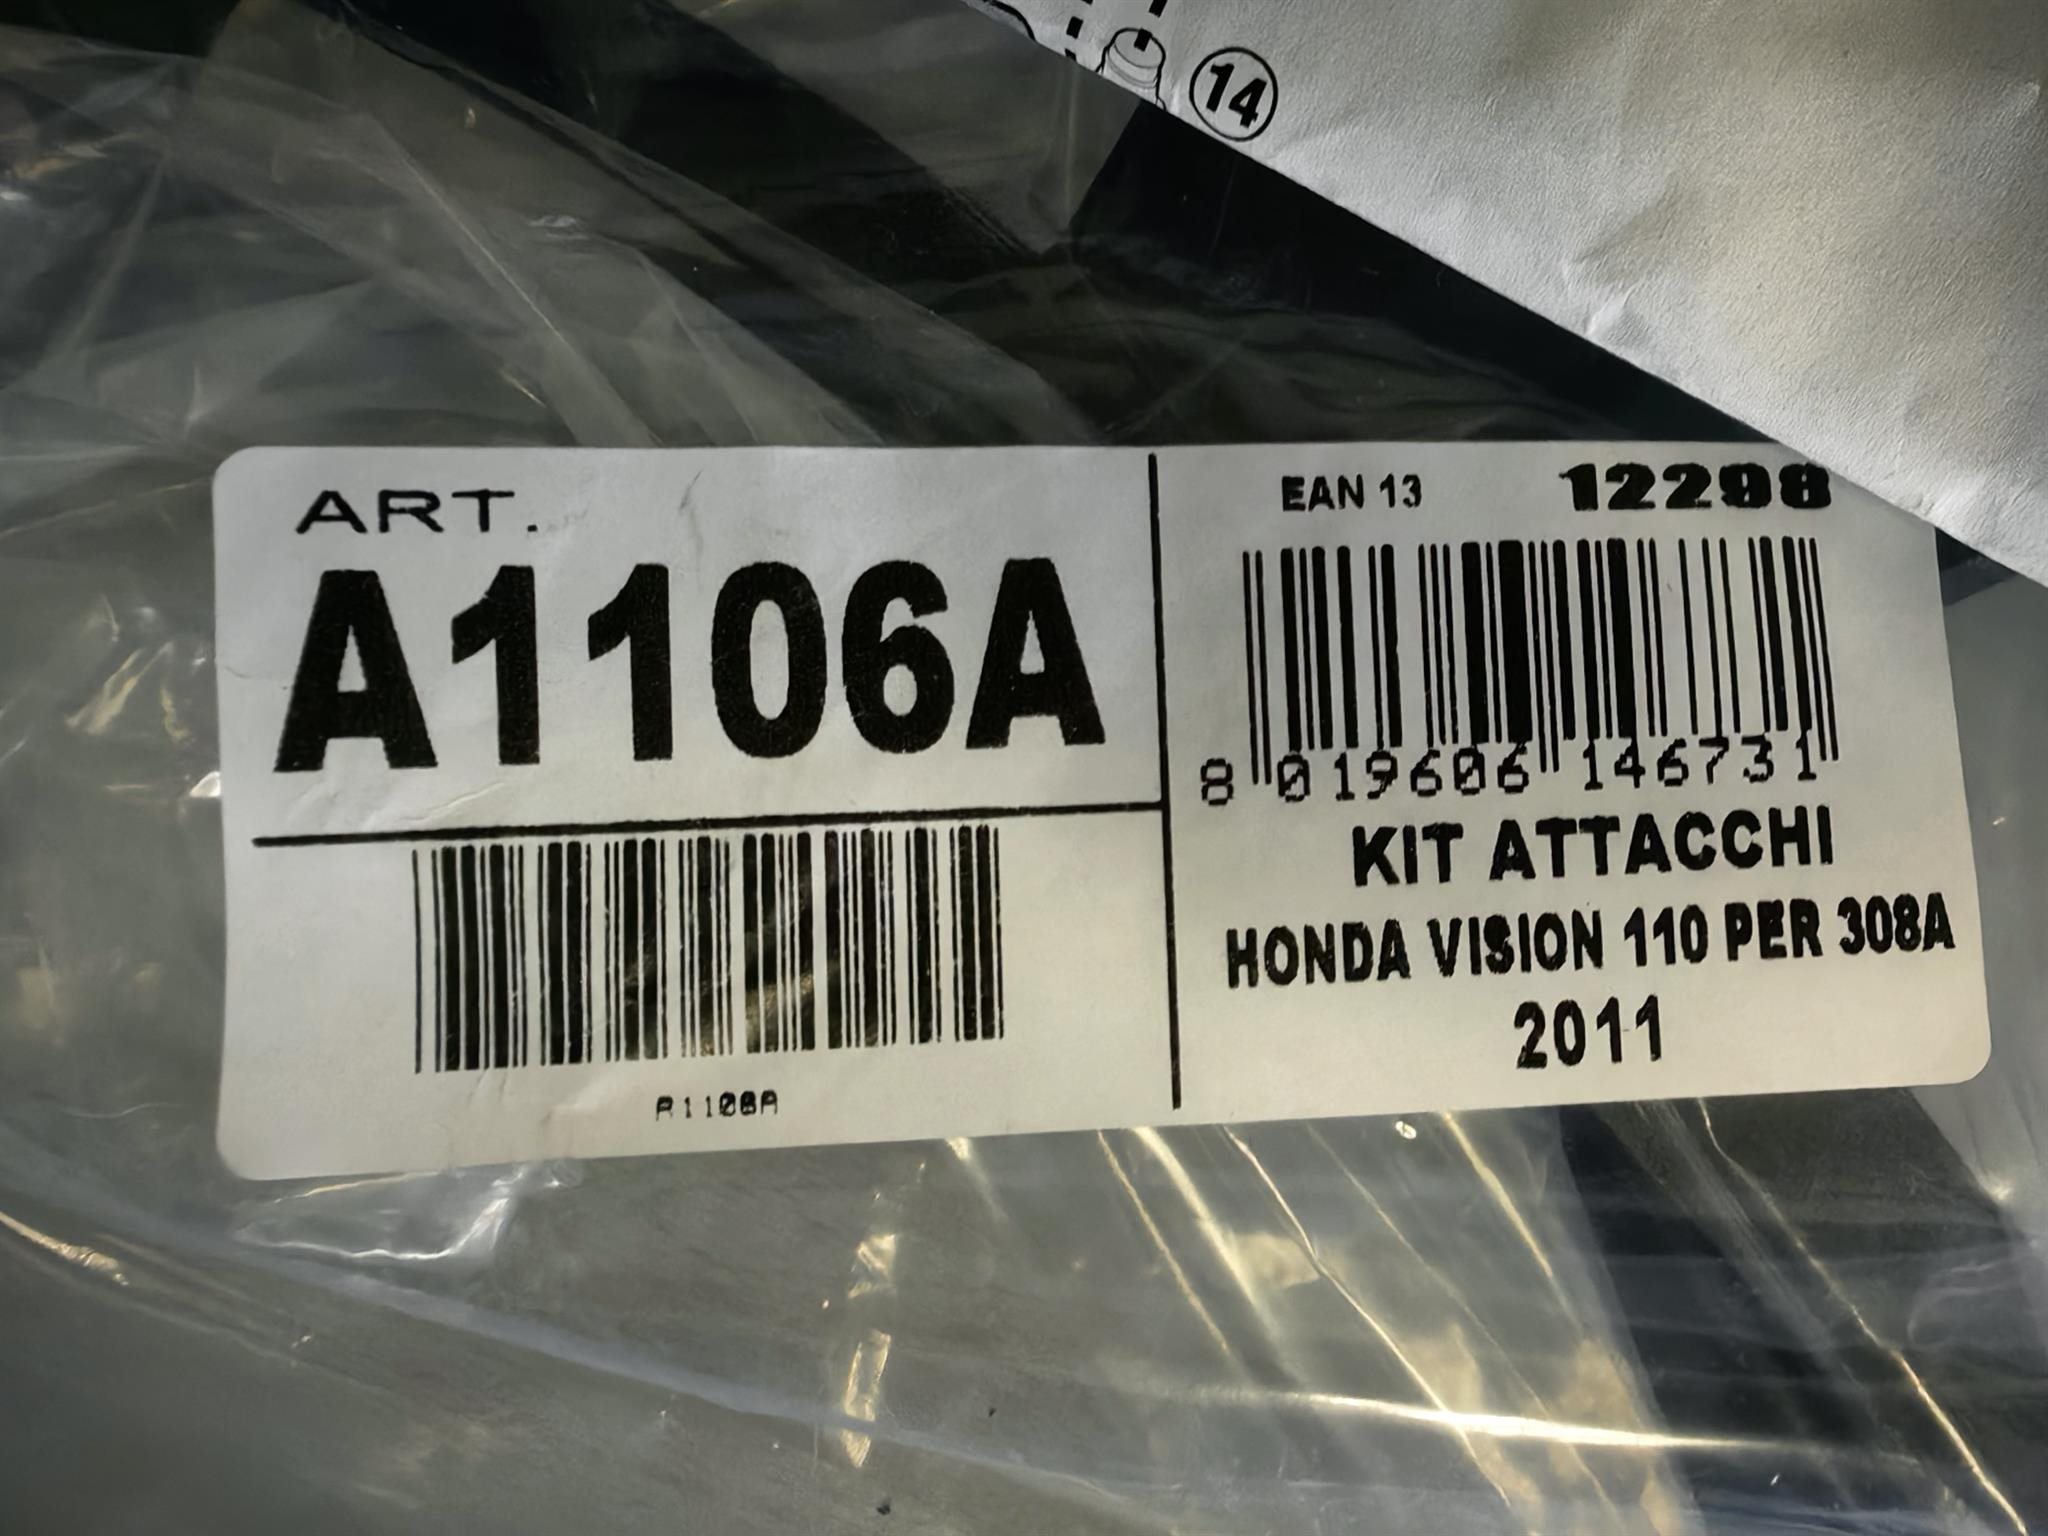 14
ART.
A1106A
A1106A
EAN 13 12298
8 019606 146731
KIT ATTACCHI
HONDA VISION 110 PER 308A
2011